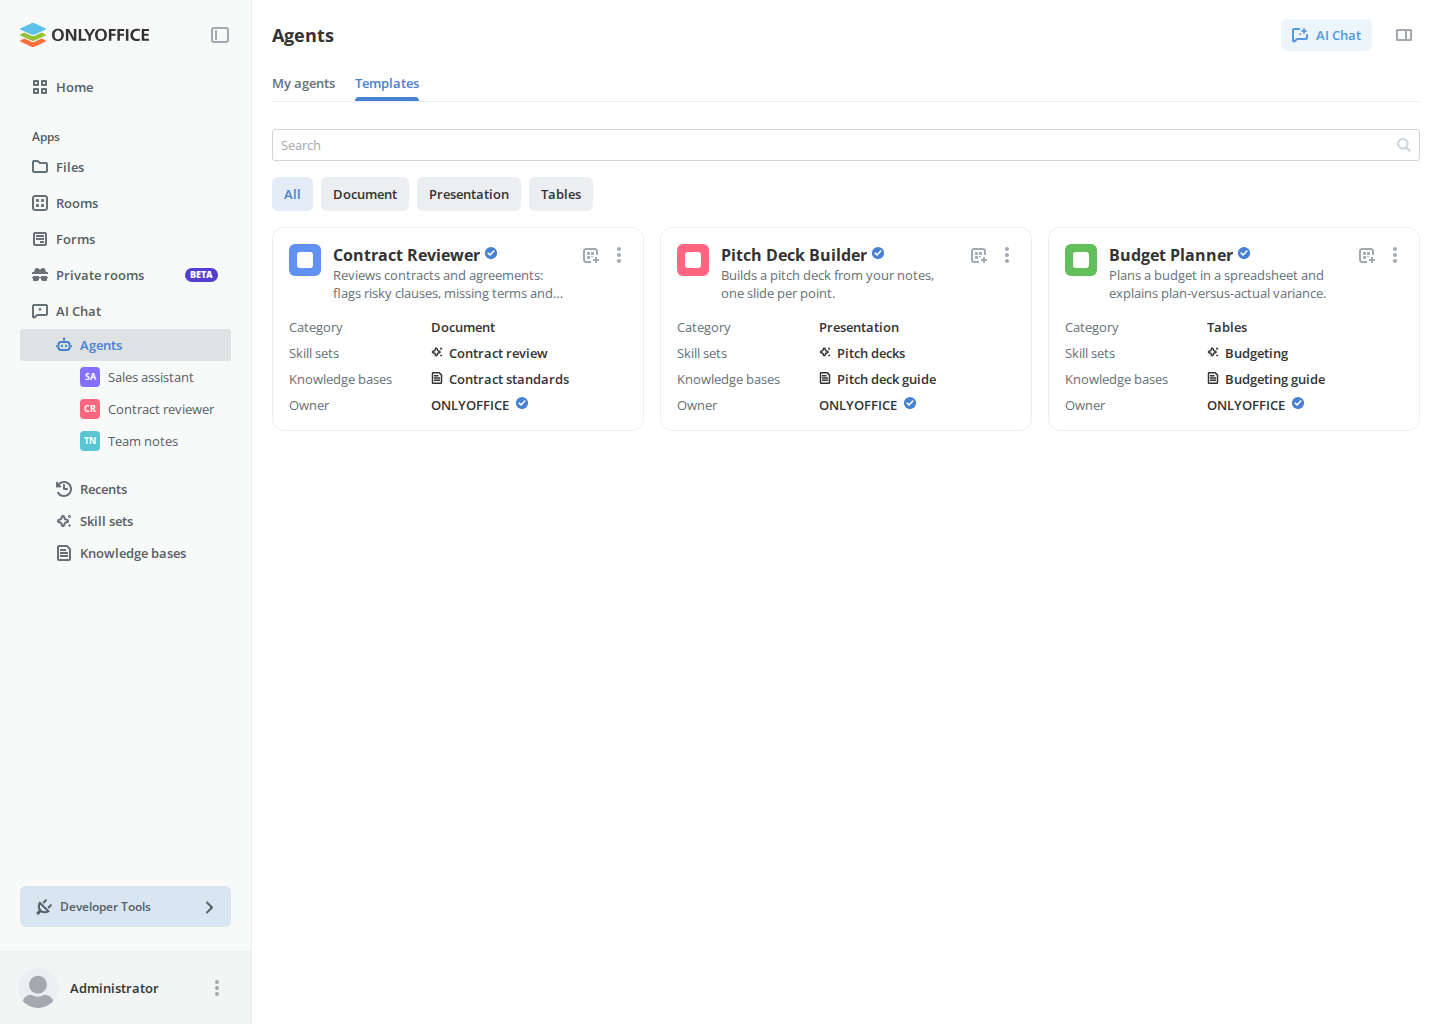 ONLYOFFICE
Home
Apps
Files
Rooms
Forms
Private rooms BETA
AI Chat
Agents
SA Sales assistant
CR Contract reviewer
TN Team notes
Recents
Skill sets
Knowledge bases
Developer Tools
Administrator
Agents
AI Chat
My agents Templates
Search
All Document Presentation Tables
Contract Reviewer
Reviews contracts and agreements:
flags risky clauses, missing terms and...
Category Document
Skill sets Contract review
Knowledge bases Contract standards
Owner ONLYOFFICE
Pitch Deck Builder
Builds a pitch deck from your notes,
one slide per point.
Category Presentation
Skill sets Pitch decks
Knowledge bases Pitch deck guide
Owner ONLYOFFICE
Budget Planner
Plans a budget in a spreadsheet and
explains plan-versus-actual variance.
Category Tables
Skill sets Budgeting
Knowledge bases Budgeting guide
Owner ONLYOFFICE